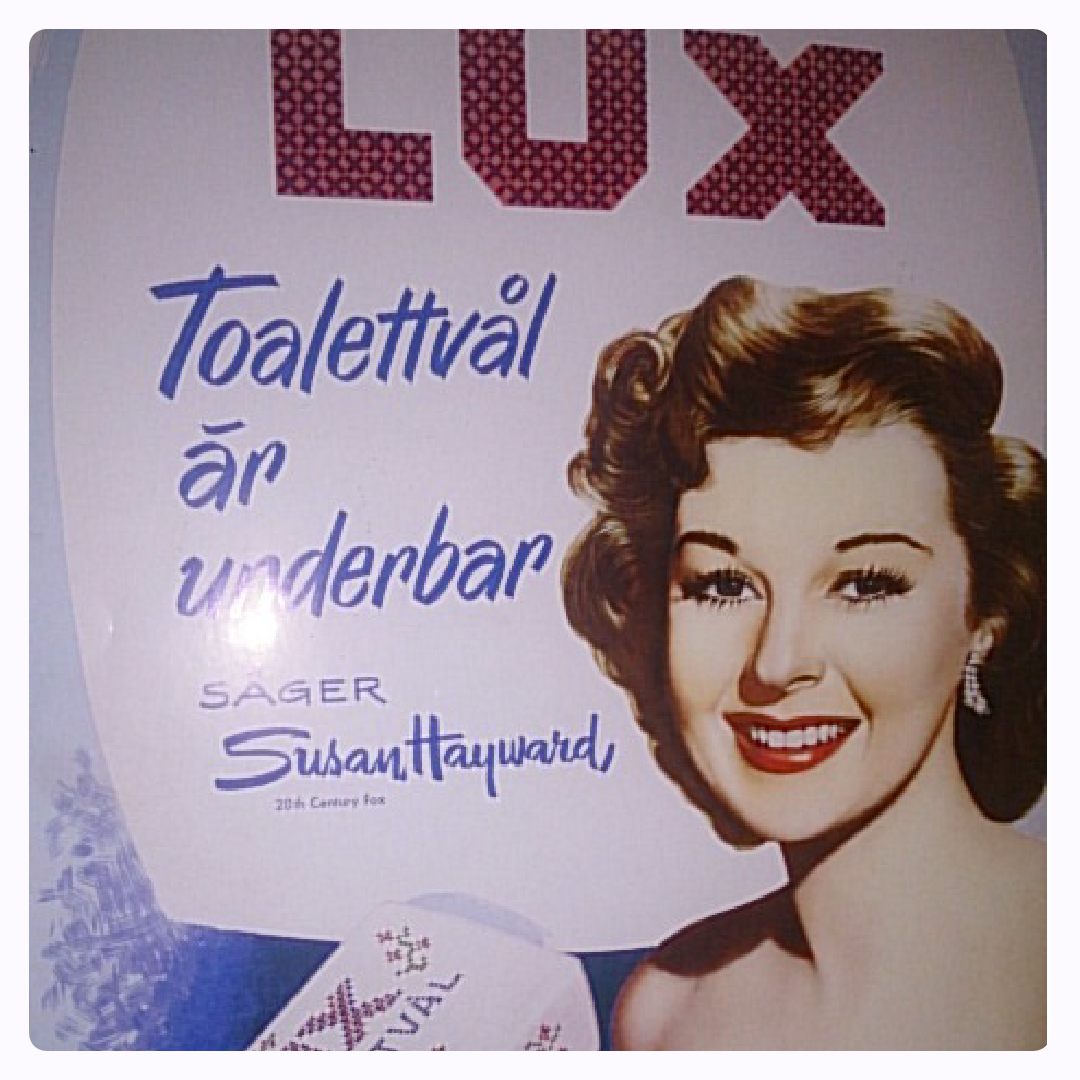 LUX
Toalettvål
är
underbar
SÄGER
Susan Hayward,
20th Century Fox